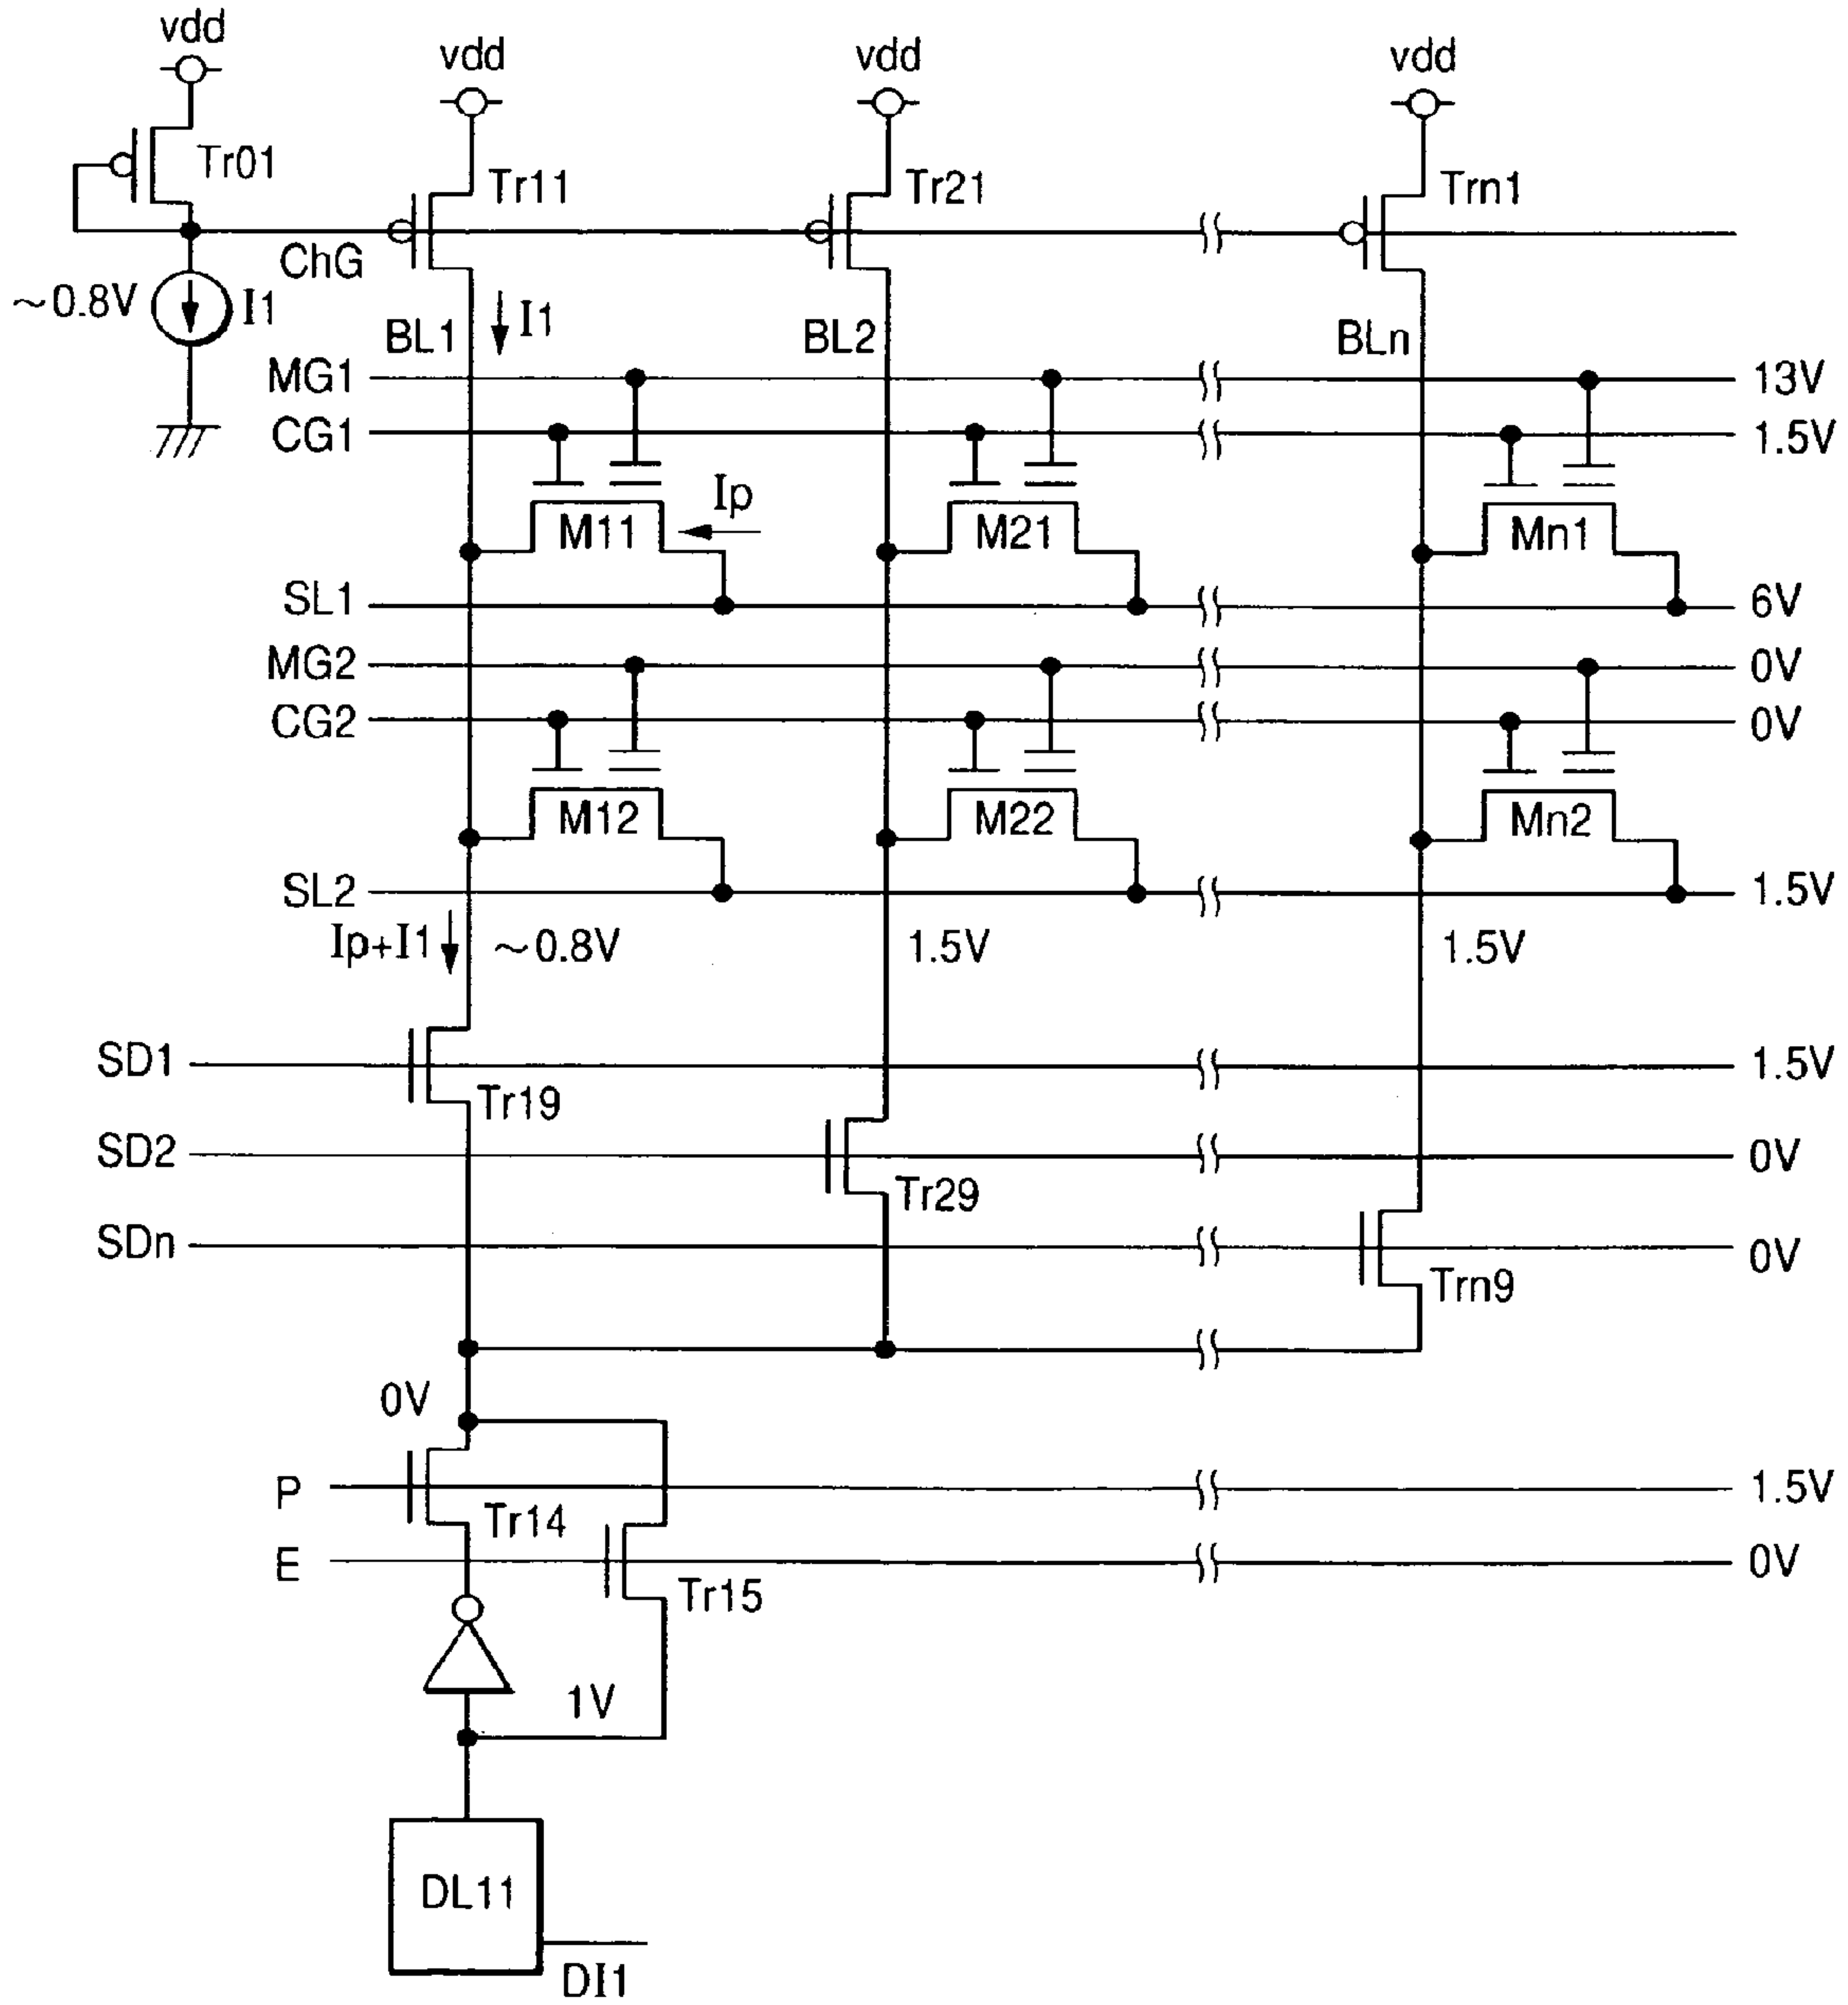 vdd
vdd
vdd
vdd
Tr01
Tr11
Tr21
Trn1
ChG
~0.8V
I1
I1
BL1
BL2
BLn
MG1
13V
CG1
1.5V
Ip
M11
M21
Mn1
SL1
6V
MG2
0V
CG2
0V
M12
M22
Mn2
SL2
1.5V
Ip+I1
~0.8V
1.5V
1.5V
SD1
1.5V
Tr19
SD2
0V
Tr29
SDn
0V
Trn9
0V
P
1.5V
Tr14
E
0V
Tr15
1V
DL11
DI1